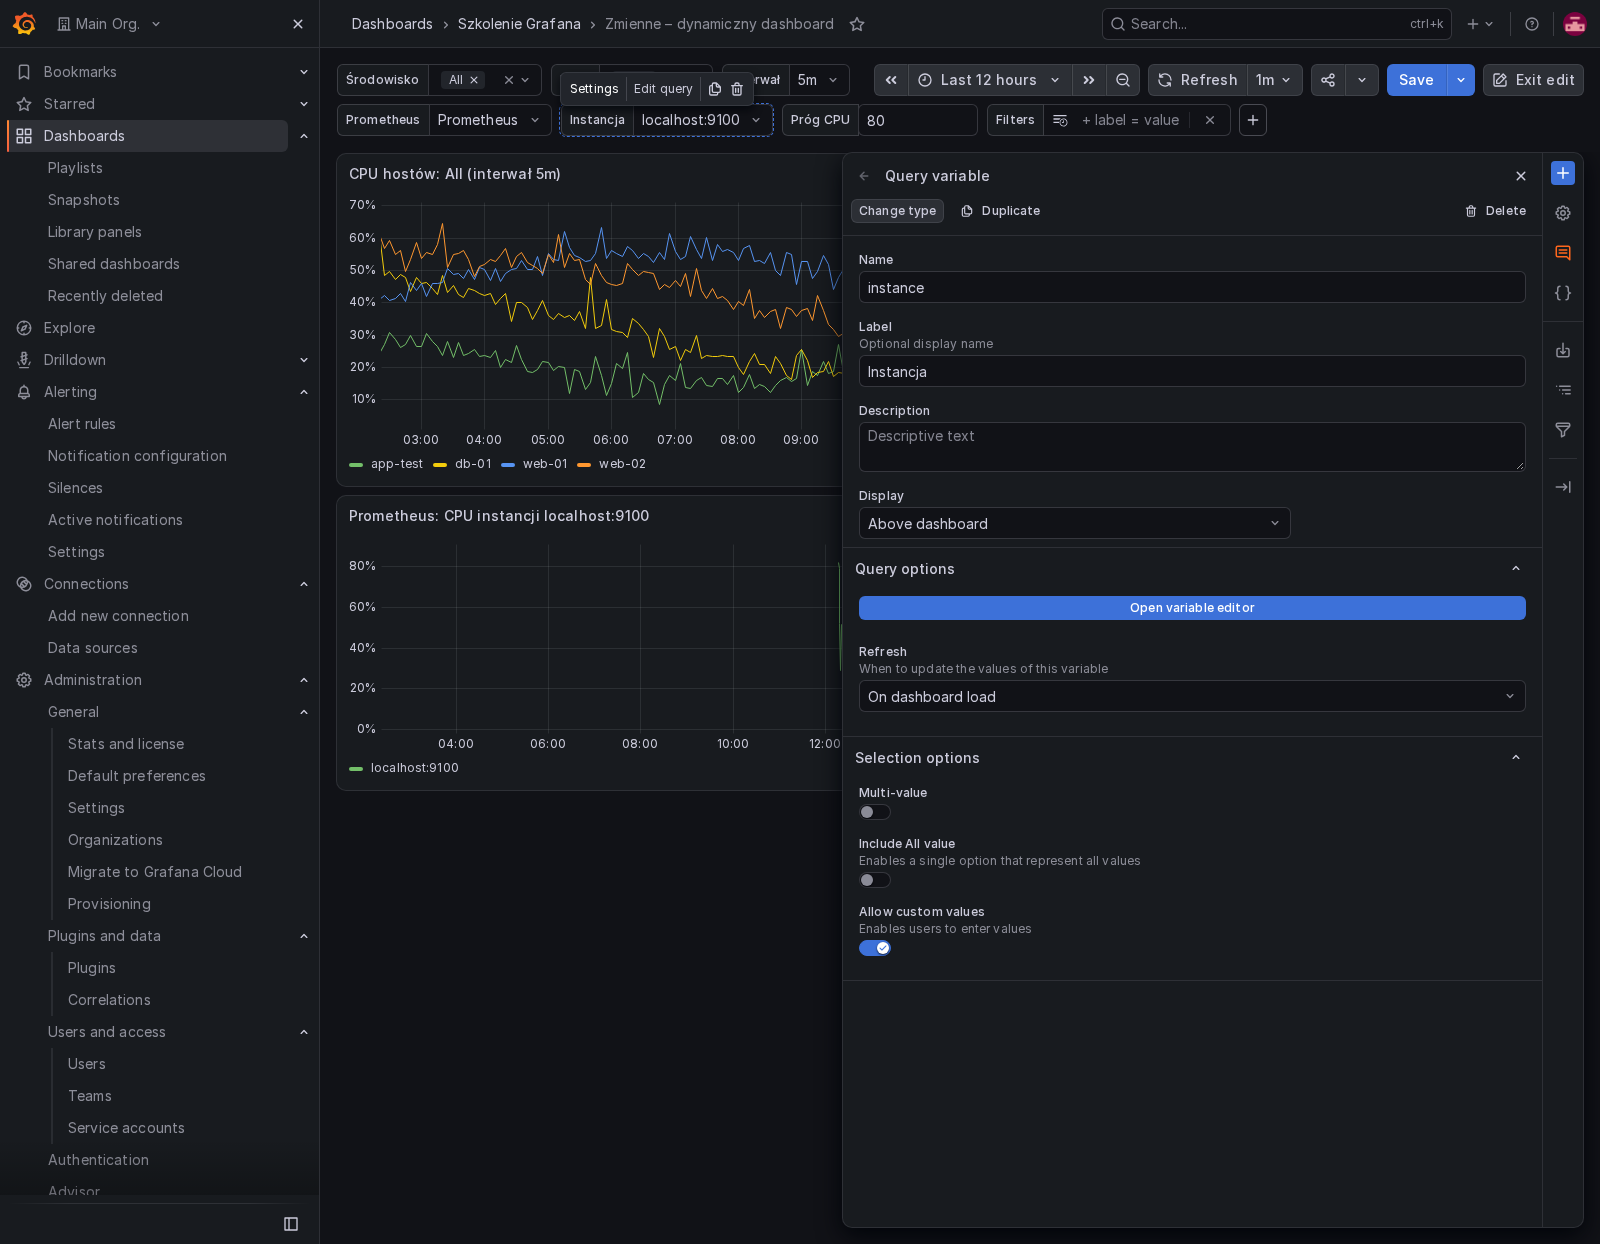 Main Org.
Dashboards › Szkolenie Grafana › Zmienne – dynamiczny dashboard
Search... ctrl+k
Bookmarks
Starred
Dashboards
Playlists
Snapshots
Library panels
Shared dashboards
Recently deleted
Explore
Drilldown
Alerting
Alert rules
Notification configuration
Silences
Active notifications
Settings
Connections
Add new connection
Data sources
Administration
General
Stats and license
Default preferences
Settings
Organizations
Migrate to Grafana Cloud
Provisioning
Plugins and data
Plugins
Correlations
Users and access
Users
Teams
Service accounts
Authentication
Advisor
Środowisko All 5m
Last 12 hours Refresh 1m Save Exit edit
Settings Edit query
Prometheus Prometheus Instancja localhost:9100 Próg CPU 80 Filters + label = value
CPU hostów: All (interwał 5m)
70%
60%
50%
40%
30%
20%
10%
03:00 04:00 05:00 06:00 07:00 08:00 09:00
app-test db-01 web-01 web-02
Prometheus: CPU instancji localhost:9100
80%
60%
40%
20%
0%
04:00 06:00 08:00 10:00 12:00
localhost:9100
Query variable
Change type Duplicate Delete
Name
instance
Label
Optional display name
Instancja
Description
Descriptive text
Display
Above dashboard
Query options
Open variable editor
Refresh
When to update the values of this variable
On dashboard load
Selection options
Multi-value
Include All value
Enables a single option that represent all values
Allow custom values
Enables users to enter values